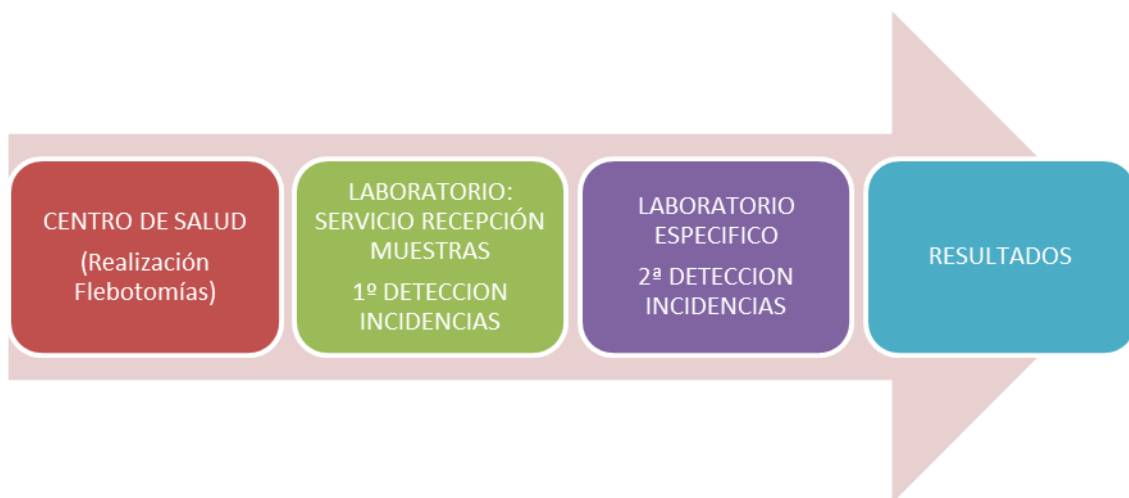 CENTRO DE SALUD
(Realización
Flebotomías)
LABORATORIO:
SERVICIO RECEPCIÓN
MUESTRAS
1º DETECCION
INCIDENCIAS
LABORATORIO
ESPECIFICO
2ª DETECCION
INCIDENCIAS
RESULTADOS